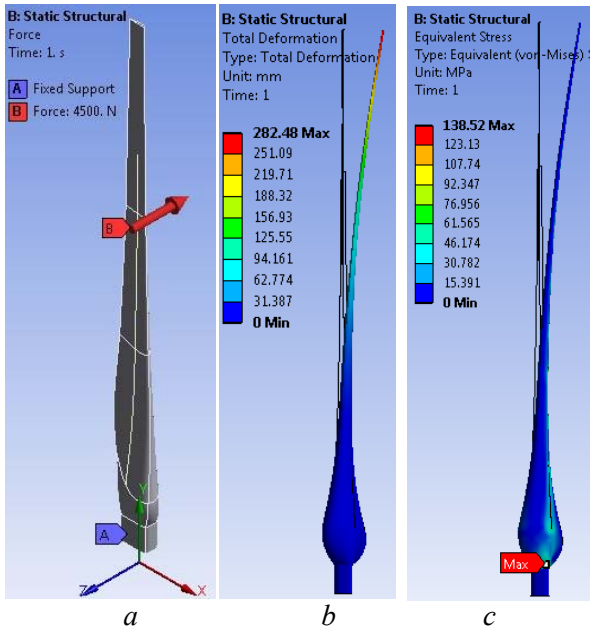 B: Static Structural
Force
Time: 1. s
A Fixed Support
B Force: 4500. N
B
A
Y
Z
X
a
B: Static Structural
Total Deformation
Type: Total Deformation
Unit: mm
Time: 1
282.48 Max
251.09
219.71
188.32
156.93
125.55
94.161
62.774
31.387
0 Min
b
B: Static Structural
Equivalent Stress
Type: Equivalent (von-Mises) S
Unit: MPa
Time: 1
138.52 Max
123.13
107.74
92.347
76.956
61.565
46.174
30.782
15.391
0 Min
Max
c